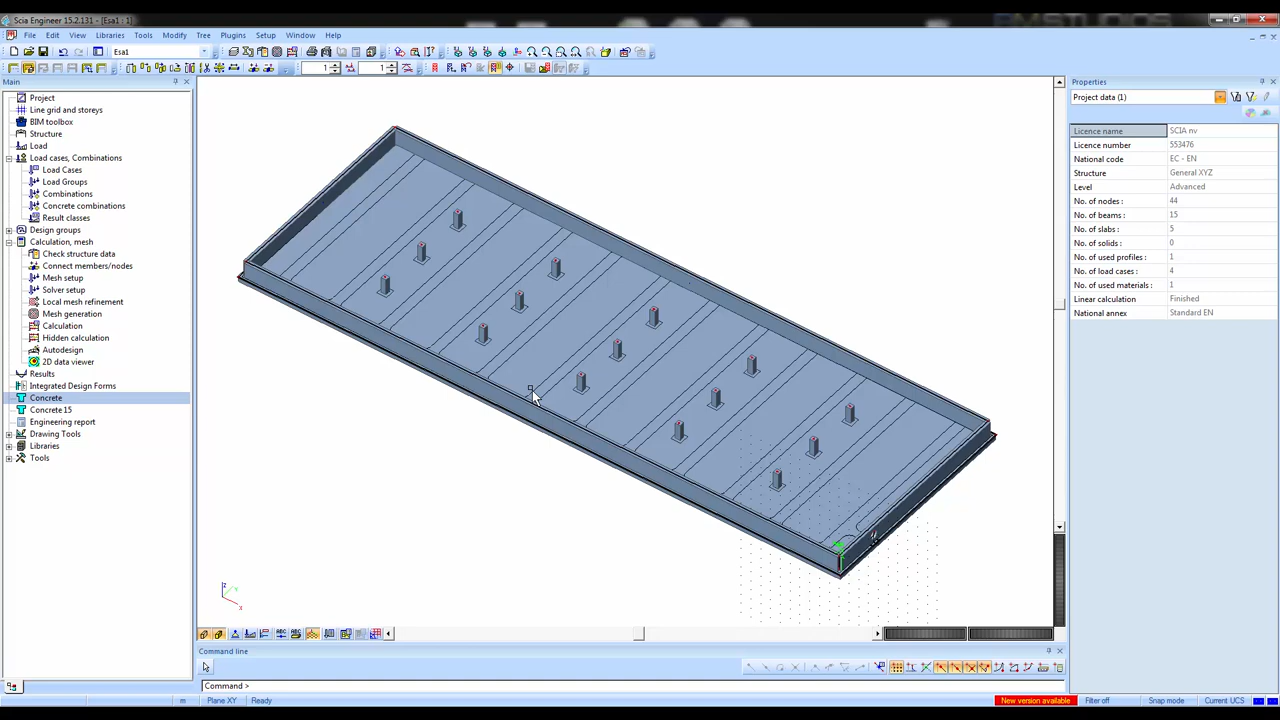 Scia Engineer 15.2.131 - [Esa1 : 1]
File Edit View Libraries Tools Modify Tree Plugins Setup Window Help
Esa1
1 1
Main
Project
Line grid and storeys
BIM toolbox
Structure
Load
Load cases, Combinations
Load Cases
Load Groups
Combinations
Concrete combinations
Result classes
Design groups
Calculation, mesh
Check structure data
Connect members/nodes
Mesh setup
Solver setup
Local mesh refinement
Mesh generation
Calculation
Hidden calculation
Autodesign
2D data viewer
Results
Integrated Design Forms
Concrete
Concrete 15
Engineering report
Drawing Tools
Libraries
Tools
z
x
Properties
Project data (1)
Licence name SCIA nv
Licence number 553476
National code EC - EN
Structure General XYZ
Level Advanced
No. of nodes : 44
No. of beams : 15
No. of slabs : 5
No. of solids : 0
No. of used profiles : 1
No. of load cases : 4
No. of used materials : 1
Linear calculation Finished
National annex Standard EN
Command line
Command >
m Plane XY Ready New version available Filter off Snap mode Current UCS